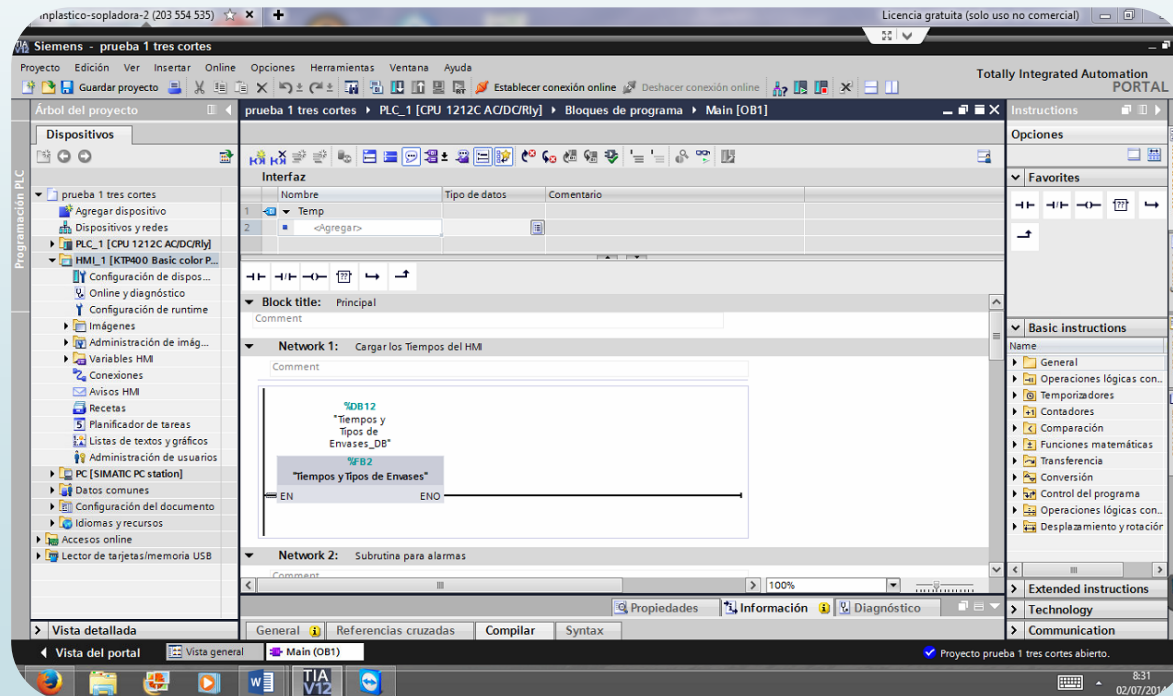 mplastico-sopladora-2 (203 554 535)
Licencia gratuita (solo uso no comercial)
Siemens - prueba 1 tres cortes
Proyecto Edición Ver Insertar Online Opciones Herramientas Ventana Ayuda
Totally Integrated Automation
PORTAL
Guardar proyecto
Establecer conexión online
Deshacer conexión online
Árbol del proyecto
prueba 1 tres cortes PLC_1 [CPU 1212C AC/DC/Rly] Bloques de programa Main [OB1]
Instructions
Dispositivos
Opciones
Programación PLC
Interfaz
Nombre Tipo de datos Comentario
1 Temp
2 <Agregar>
Favorites
prueba 1 tres cortes
Agregar dispositivo
Dispositivos y redes
PLC_1 [CPU 1212C AC/DC/Rly]
HMI_1 [KTP400 Basic color P...
Configuración de dispos...
Online y diagnóstico
Configuración de runtime
Imágenes
Administración de imág...
Variables HMI
Conexiones
Avisos HMI
Recetas
Planificador de tareas
Listas de textos y gráficos
Administración de usuarios
PC [SIMATIC PC station]
Datos comunes
Configuración del documento
Idiomas y recursos
Accesos online
Lector de tarjetas/memoria USB
Vista detallada
Block title: Principal
Comment
Network 1: Cargar los Tiempos del HMI
Comment
%DB12
"Tiempos y
Tipos de
Envases_DB"
%FB2
"Tiempos y Tipos de Envases"
EN ENO
Network 2: Subrutina para alarmas
Comment
100%
Propiedades Información Diagnóstico
General Referencias cruzadas Compilar Syntax
Basic instructions
Name
General
Operaciones lógicas con..
Temporizadores
Contadores
Comparación
Funciones matemáticas
Transferencia
Conversión
Control del programa
Operaciones lógicas con..
Desplazamiento y rotación
Extended instructions
Technology
Communication
Vista del portal
Vista general
Main (OB1)
Proyecto prueba 1 tres cortes abierto.
TIA
V12
8:31
02/07/2014